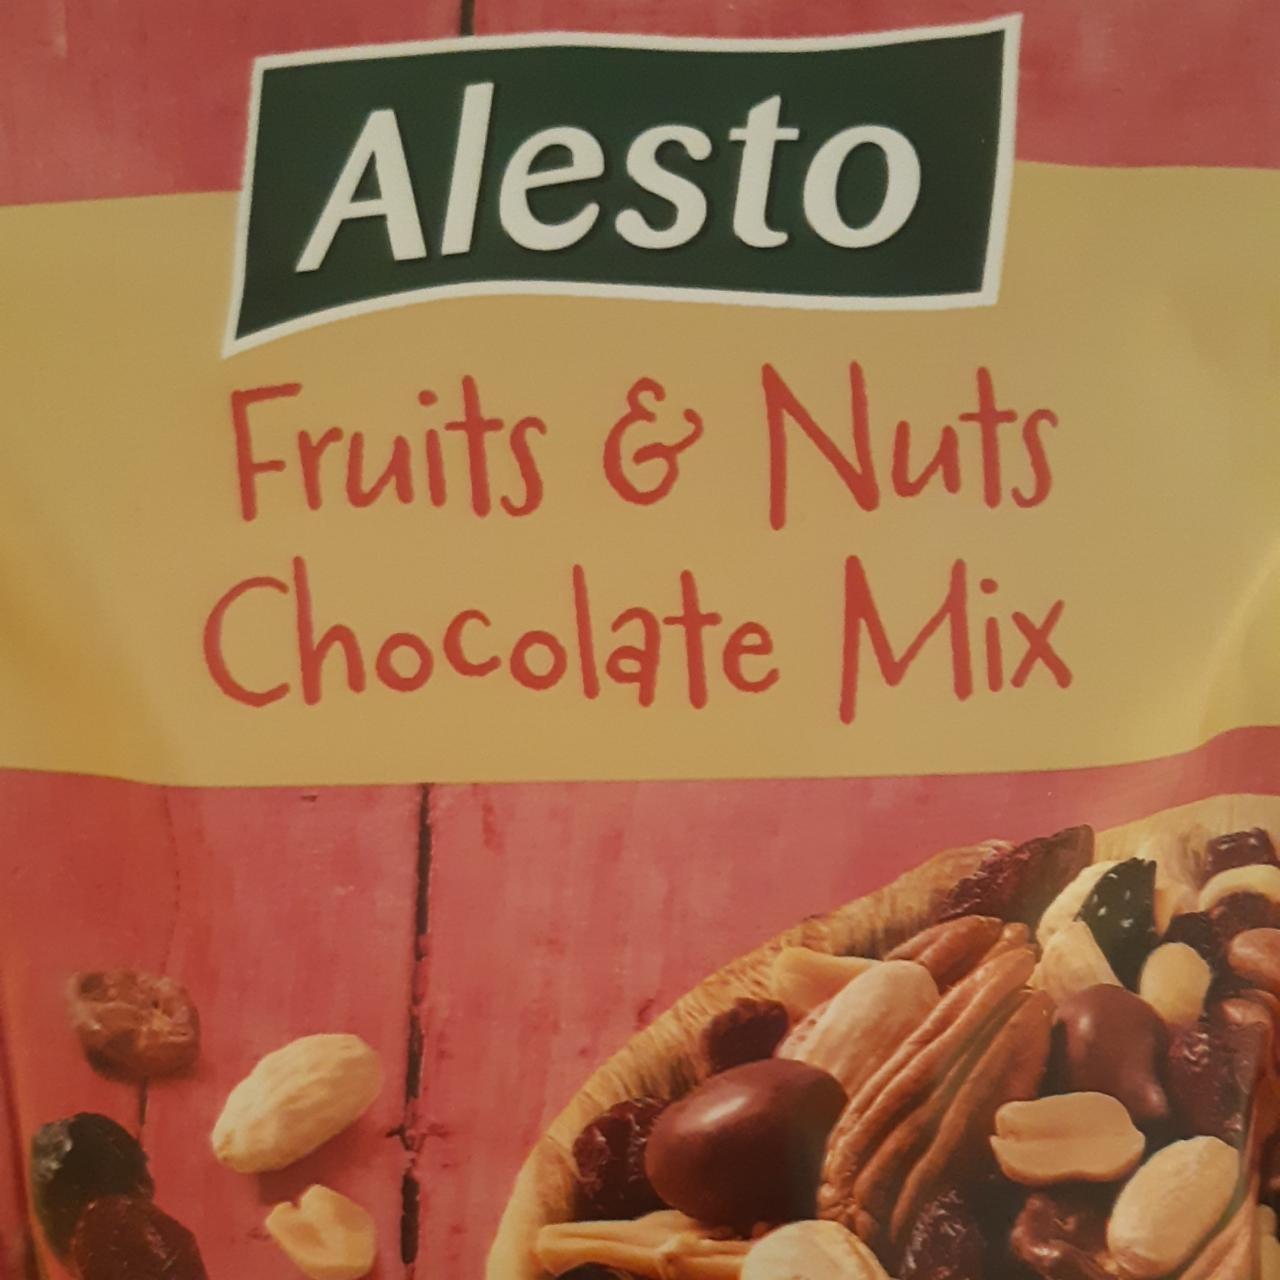 Alesto
Fruits & Nuts
Chocolate Mix